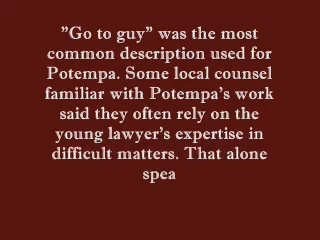 ”Go to guy” was the most
common description used for
Potempa. Some local counsel
familiar with Potempa’s work
said they often rely on the
young lawyer’s expertise in
difficult matters. That alone
spea